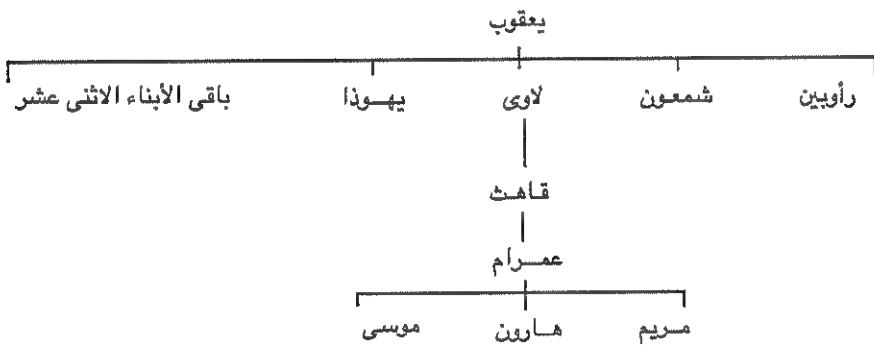 يعقوب
رأوبين شمعون لاوى يهوذا باقى الأبناء الاثنى عشر
قاهث
عمرام
مريم هارون موسى